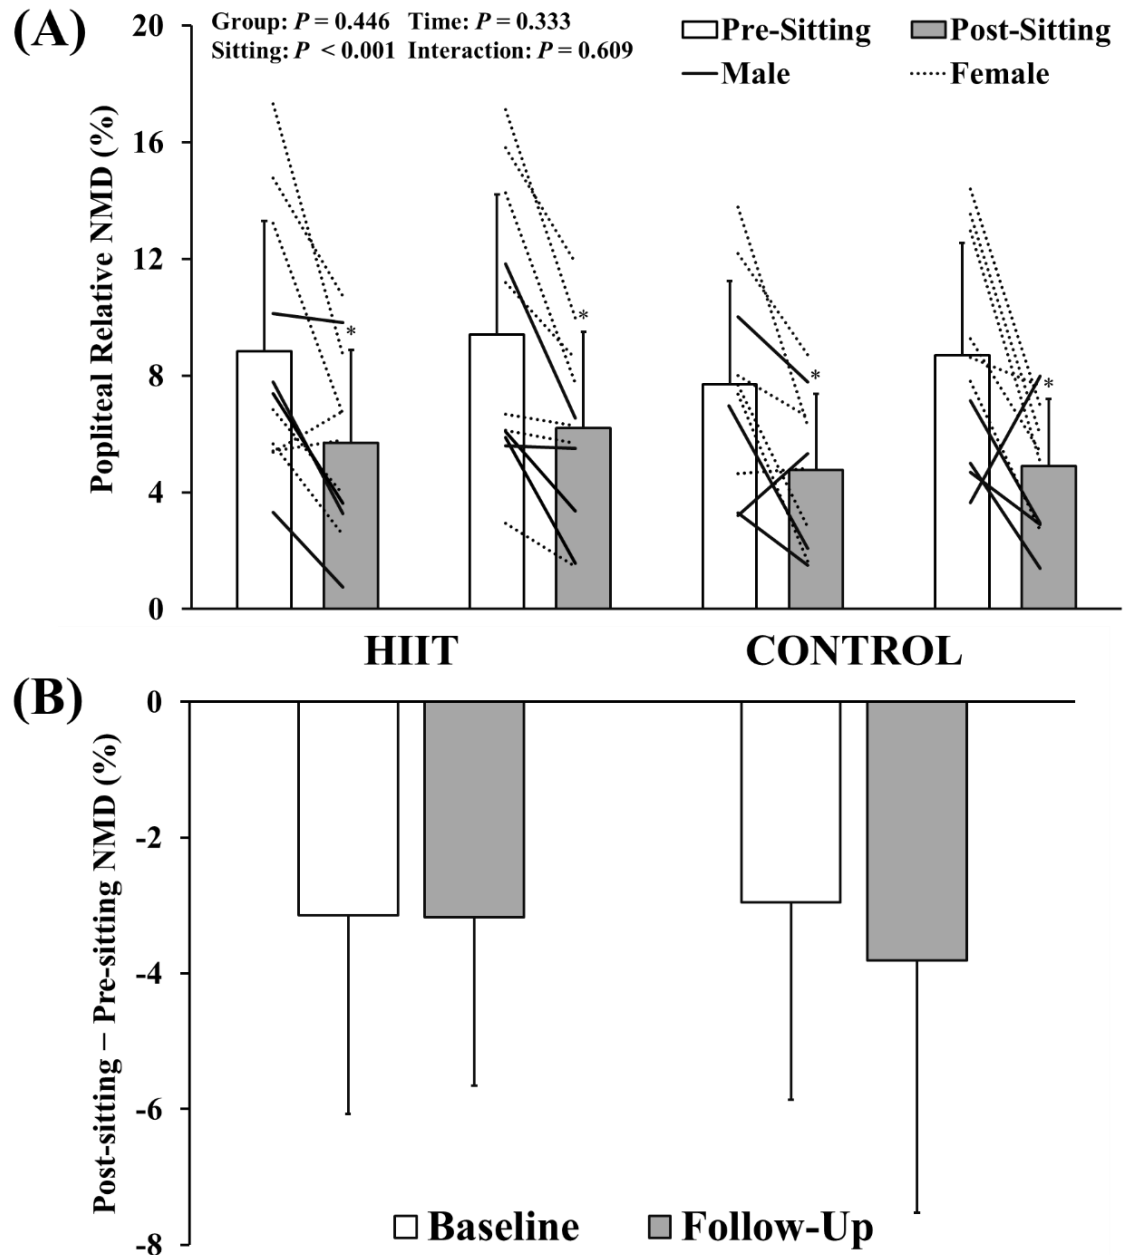 (A)
Group: P = 0.446 Time: P = 0.333
Sitting: P < 0.001 Interaction: P = 0.609
Pre-Sitting Post-Sitting
Male Female
Popliteal Relative NMD (%)
20
16
12
8
4
0
* * * *
HIIT CONTROL
(B)
Post-sitting – Pre-sitting NMD (%)
0
-2
-4
-6
-8
Baseline Follow-Up